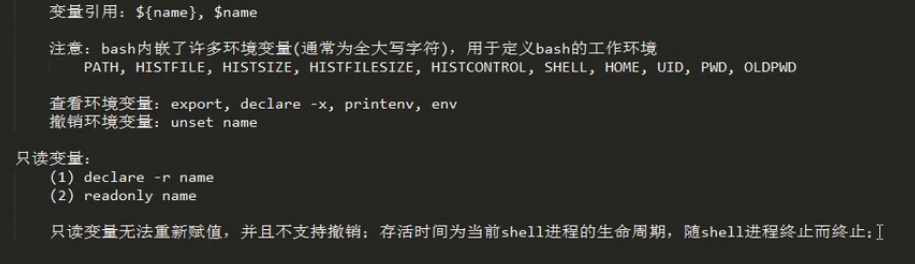 变量引用：${name}, $name
注意：bash内嵌了许多环境变量(通常为全大写字符)，用于定义bash的工作环境
PATH, HISTFILE, HISTSIZE, HISTFILESIZE, HISTCONTROL, SHELL, HOME, UID, PWD, OLDPWD
查看环境变量：export, declare -x, printenv, env
撤销环境变量：unset name
只读变量：
(1) declare -r name
(2) readonly name
只读变量无法重新赋值，并且不支持撤销；存活时间为当前shell进程的生命周期，随shell进程终止而终止；